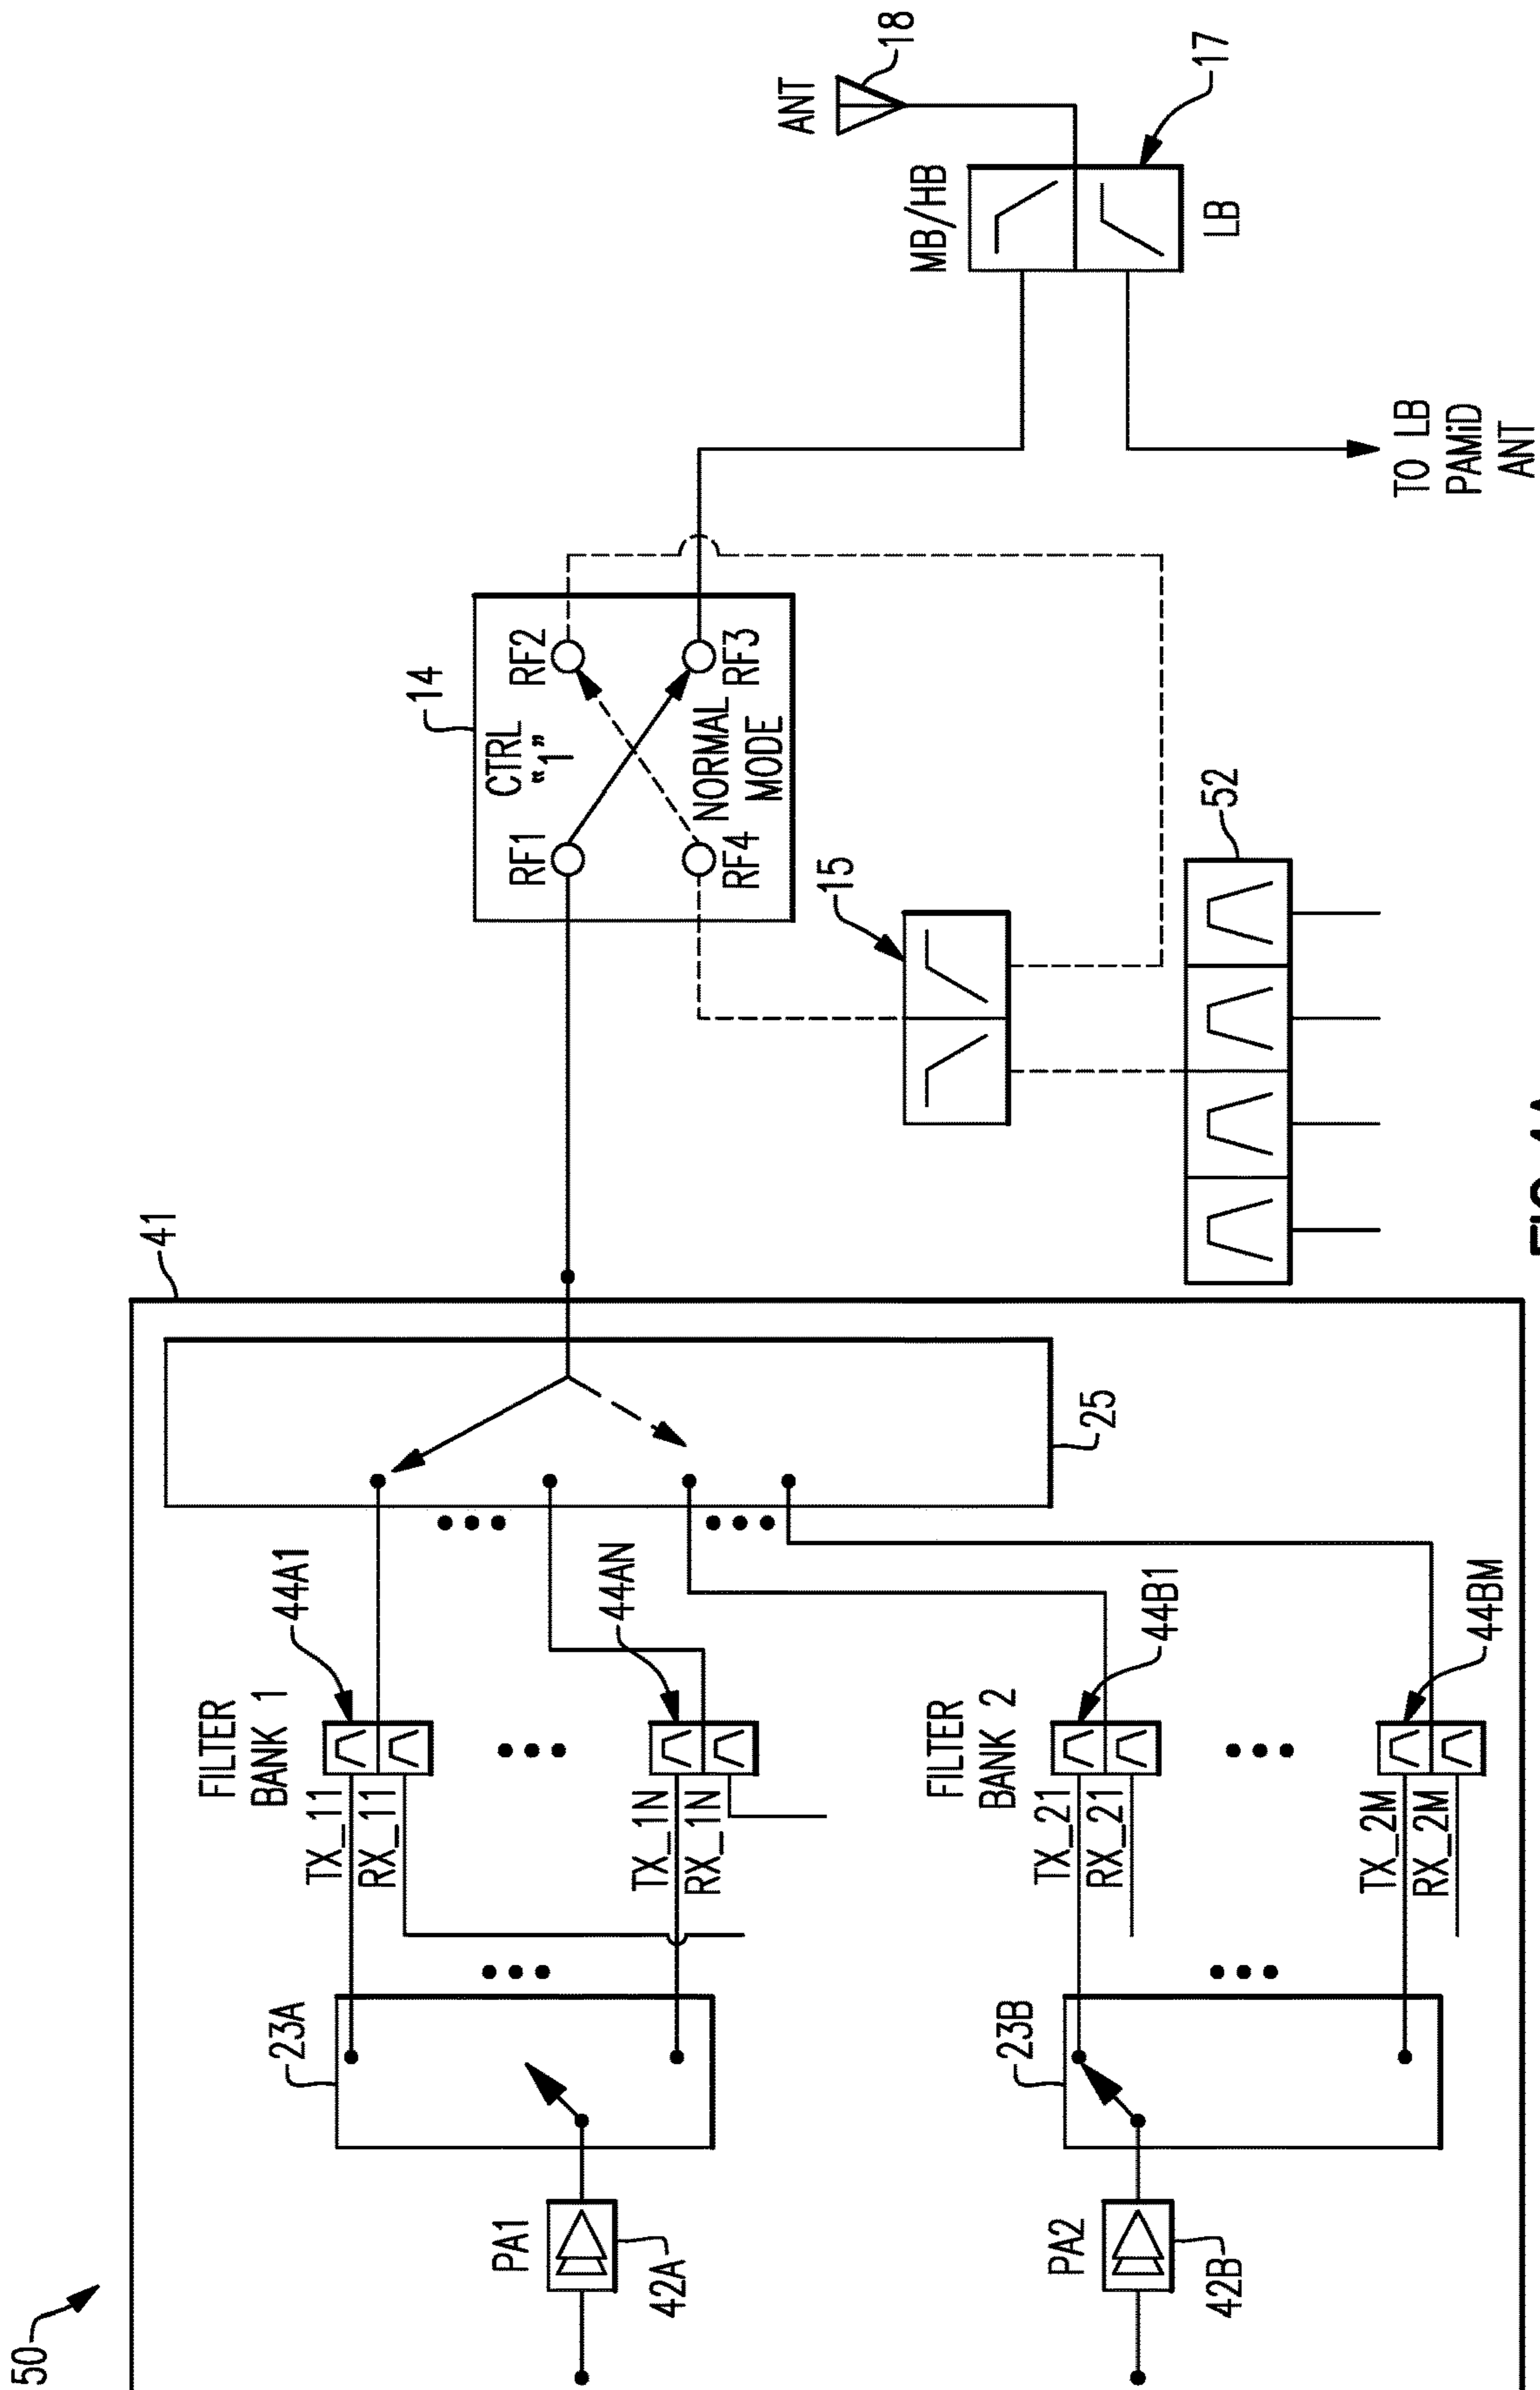 50
41
PA1
42A
23A
TX_11
RX_11
FILTER
BANK 1
44A1
TX_1N
RX_1N
44AN
PA2
42B
23B
TX_21
RX_21
FILTER
BANK 2
44B1
TX_2M
RX_2M
44BM
25
14
CTRL
"1"
RF1
RF2
RF3
RF4
NORMAL
MODE
15
52
MB/HB
LB
17
ANT
18
TO LB
PAMiD
ANT